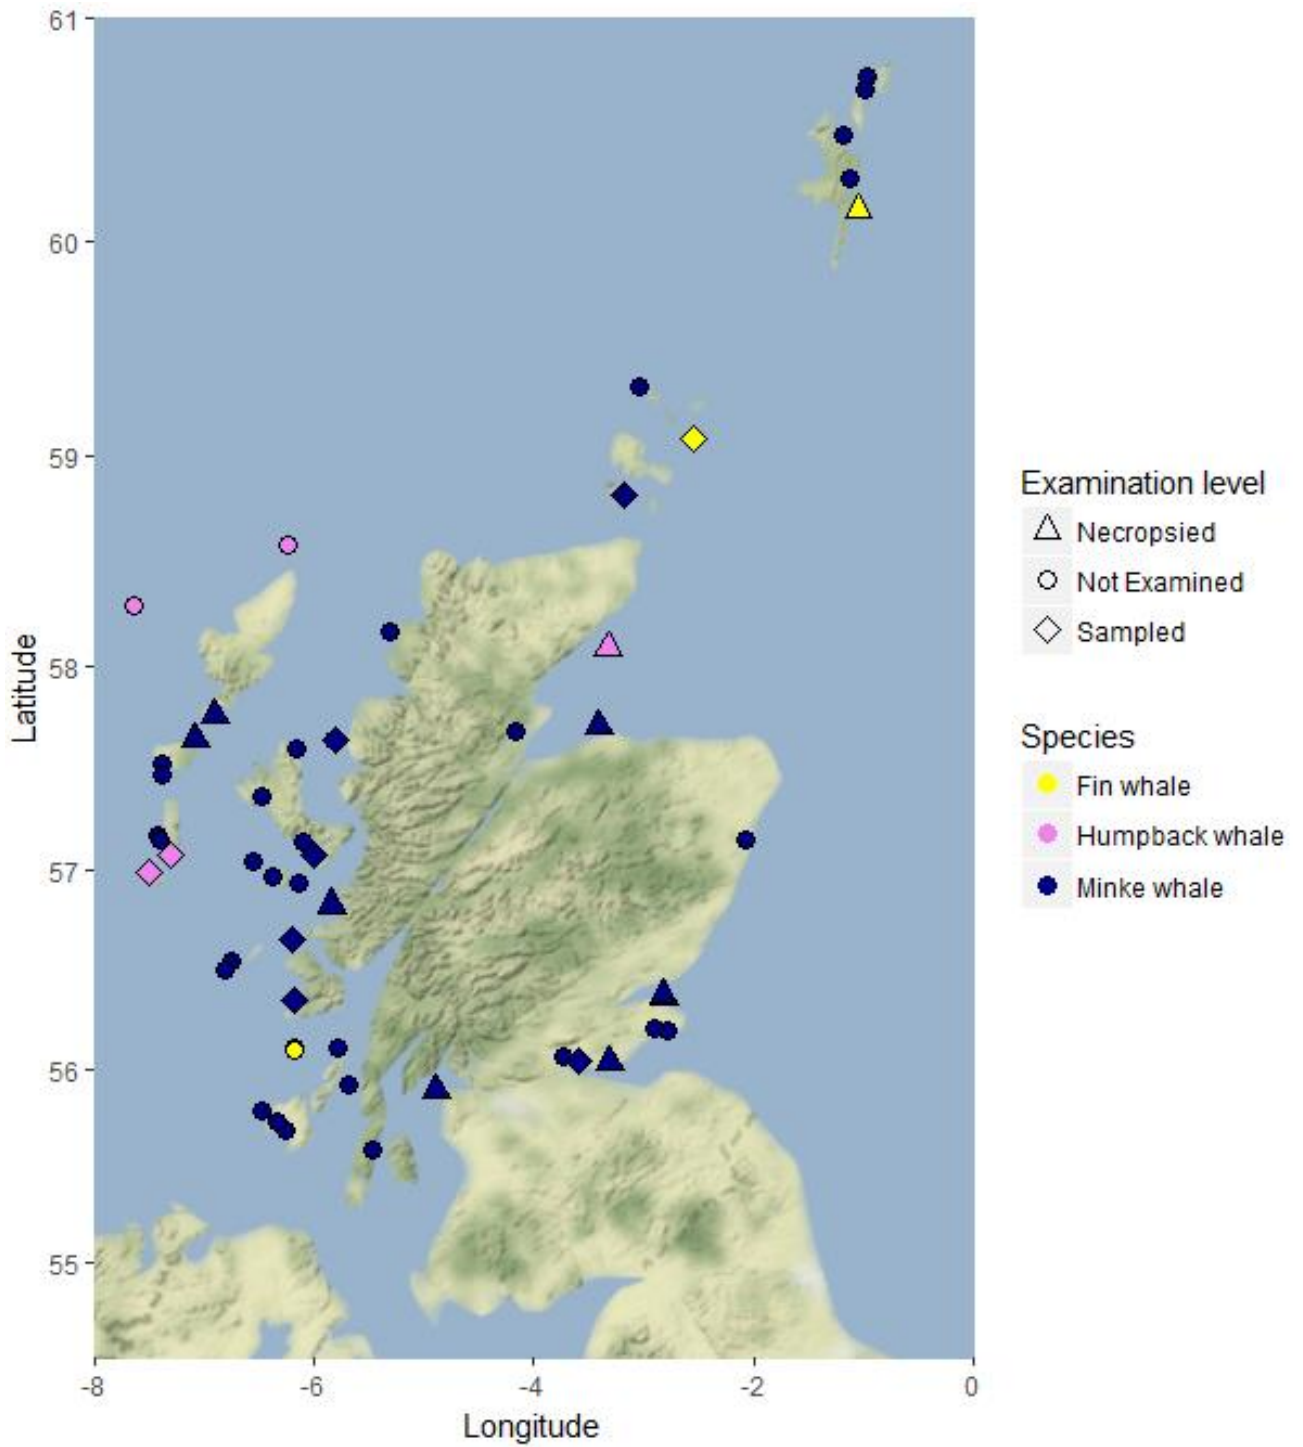 61
60
59
58
57
56
55
Latitude
-8
-6
-4
-2
0
Longitude
Examination level
Necropsied
Not Examined
Sampled
Species
Fin whale
Humpback whale
Minke whale